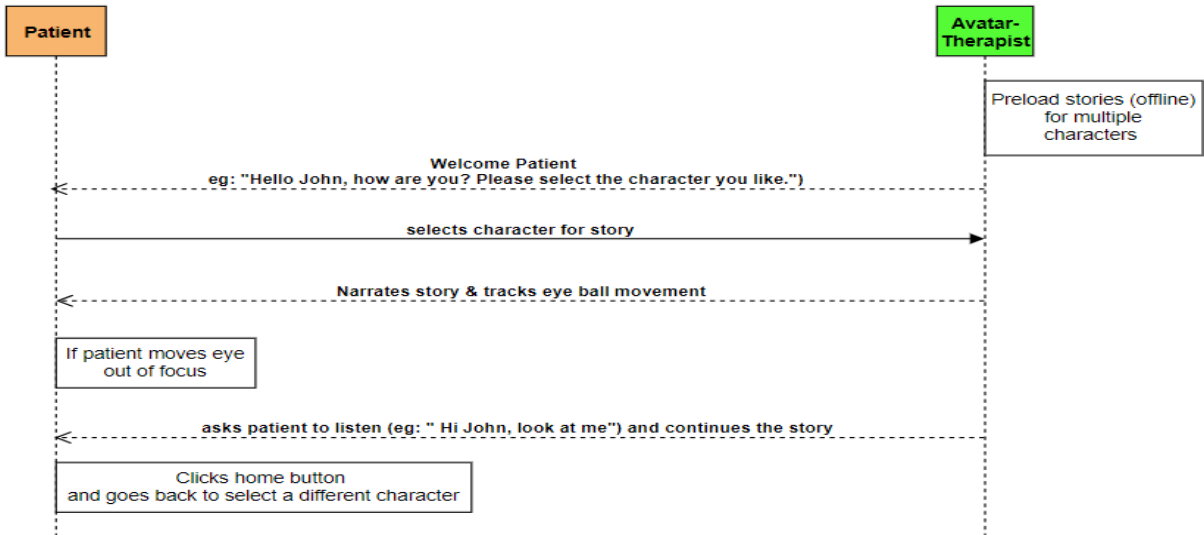 Patient
Avatar-
Therapist
Preload stories (offline)
for multiple
characters
Welcome Patient
eg: "Hello John, how are you? Please select the character you like.")
selects character for story
Narrates story & tracks eye ball movement
If patient moves eye
out of focus
asks patient to listen (eg: " Hi John, look at me") and continues the story
Clicks home button
and goes back to select a different character